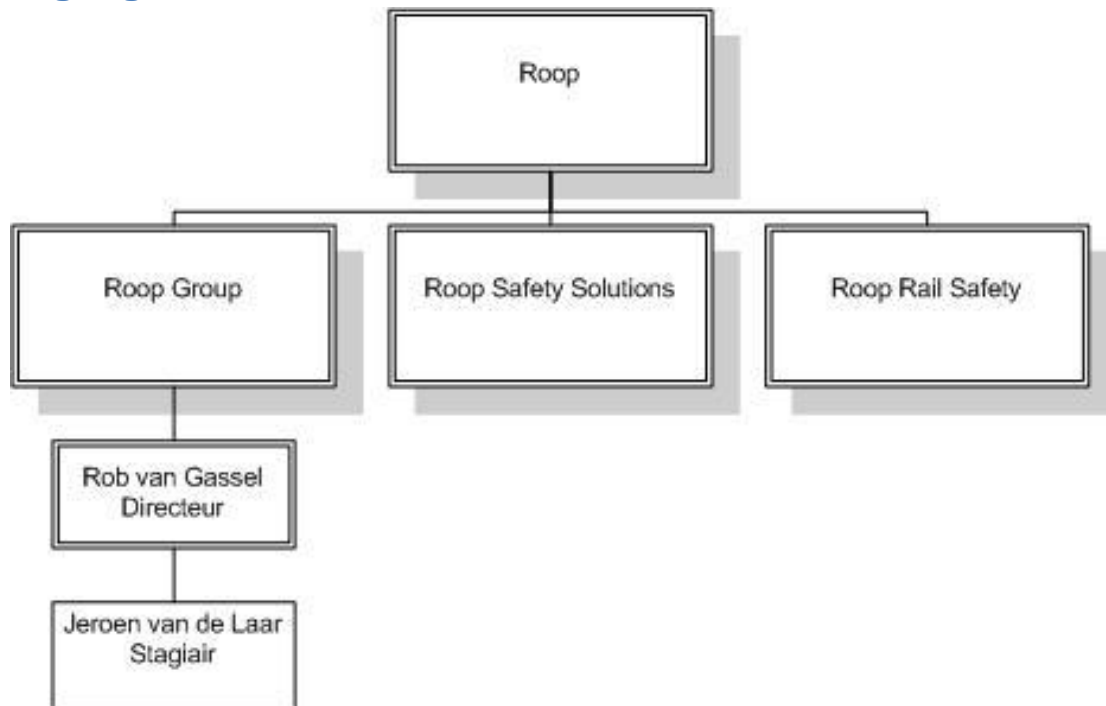 Roop
Roop Group
Roop Safety Solutions
Roop Rail Safety
Rob van Gassel
Directeur
Jeroen van de Laar
Stagiair